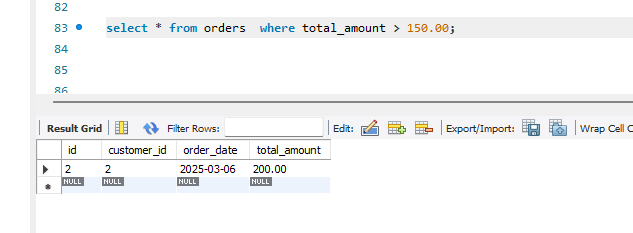 82
83 select * from orders where total_amount > 150.00;
84
85
86
Result Grid Filter Rows: Edit: Export/Import: Wrap Cell C
id customer_id order_date total_amount
2 2 2025-03-06 200.00
NULL NULL NULL NULL